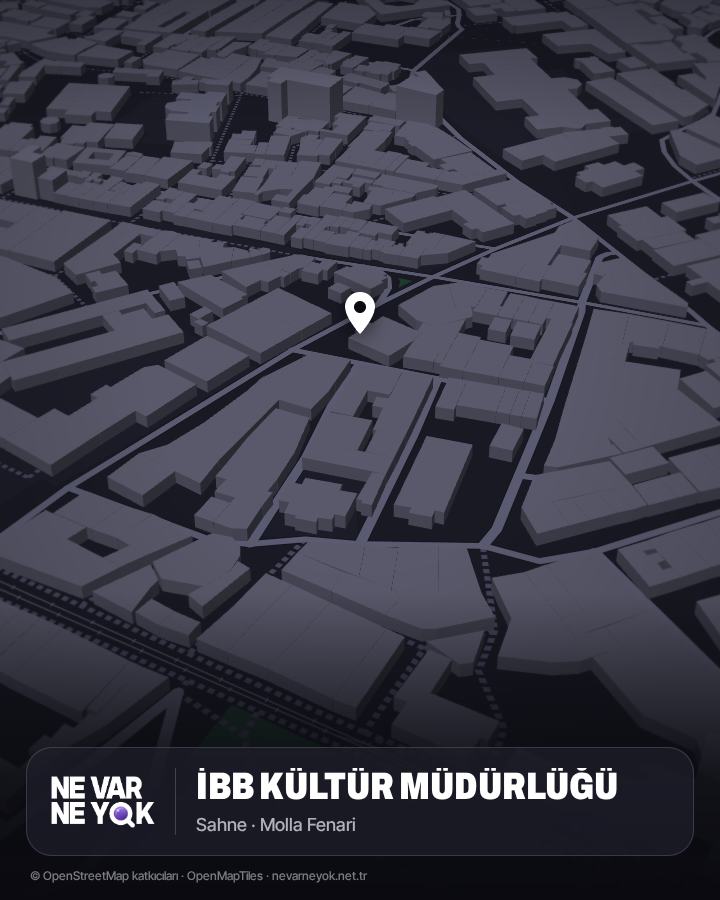 NE VAR
NE YOK
İBB KÜLTÜR MÜDÜRLÜĞÜ
Sahne · Molla Fenari
© OpenStreetMap katkıcıları · OpenMapTiles · nevarneyok.net.tr